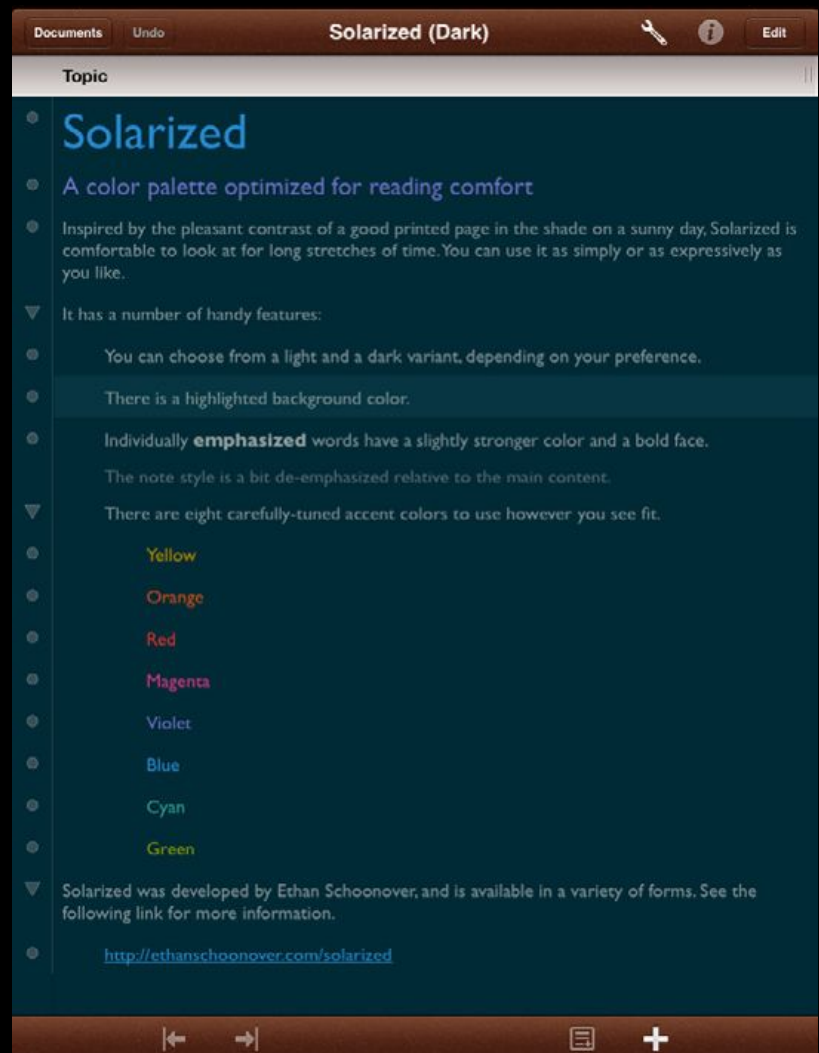 Documents
Undo
Solarized (Dark)
Edit
Topic
Solarized
A color palette optimized for reading comfort
Inspired by the pleasant contrast of a good printed page in the shade on a sunny day, Solarized is
comfortable to look at for long stretches of time. You can use it as simply or as expressively as
you like.
It has a number of handy features:
You can choose from a light and a dark variant, depending on your preference.
There is a highlighted background color.
Individually emphasized words have a slightly stronger color and a bold face.
The note style is a bit de-emphasized relative to the main content.
There are eight carefully-tuned accent colors to use however you see fit.
Yellow
Orange
Red
Magenta
Violet
Blue
Cyan
Green
Solarized was developed by Ethan Schoonover, and is available in a variety of forms. See the
following link for more information.
http://ethanschoonover.com/solarized